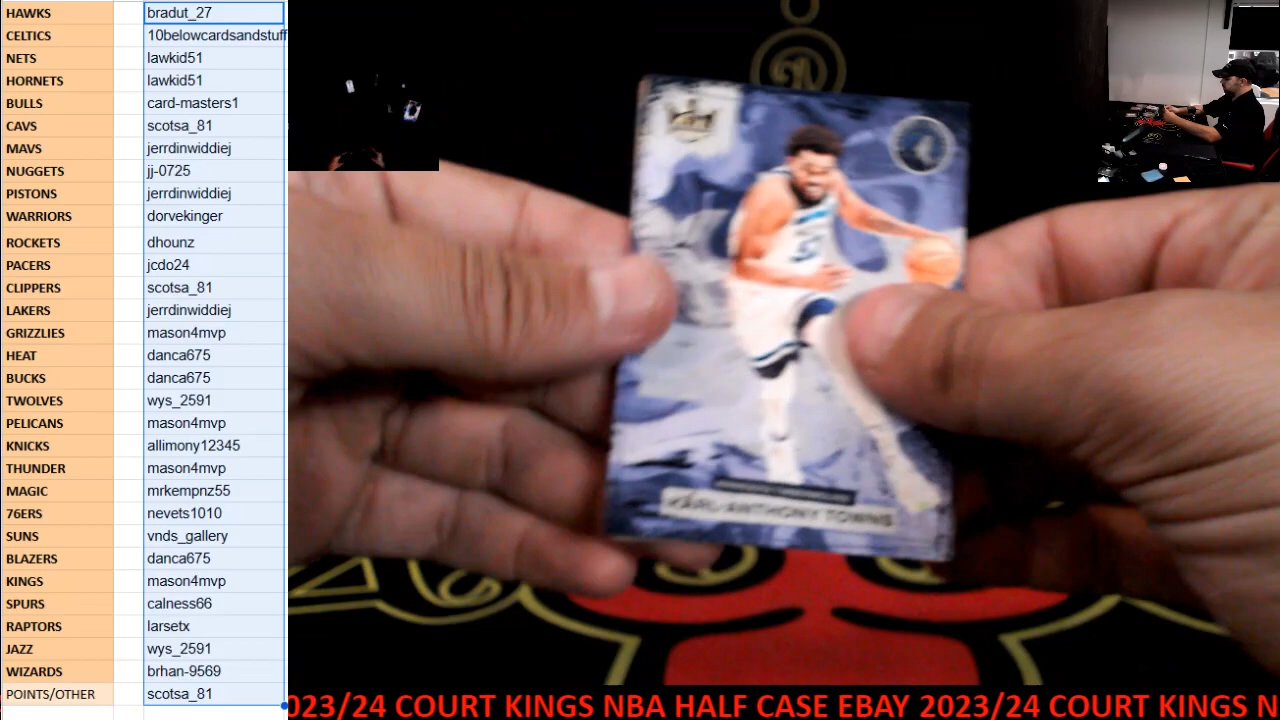 HAWKS bradut_27
CELTICS 10belowcardsandstuff
NETS lawkid51
HORNETS lawkid51
BULLS card-masters1
CAVS scotsa_81
MAVS jerrdinwiddiej
NUGGETS jj-0725
PISTONS jerrdinwiddiej
WARRIORS dorvekinger
ROCKETS dhounz
PACERS jcdo24
CLIPPERS scotsa_81
LAKERS jerrdinwiddiej
GRIZZLIES mason4mvp
HEAT danca675
BUCKS danca675
TWOLVES wys_2591
PELICANS mason4mvp
KNICKS allimony12345
THUNDER mason4mvp
MAGIC mrkempnz55
76ERS nevets1010
SUNS vnds_gallery
BLAZERS danca675
KINGS mason4mvp
SPURS calness66
RAPTORS larsetx
JAZZ wys_2591
WIZARDS brhan-9569
POINTS/OTHER scotsa_81
KARL-ANTHONY TOWNS
023/24 COURT KINGS NBA HALF CASE EBAY 2023/24 COURT KINGS N